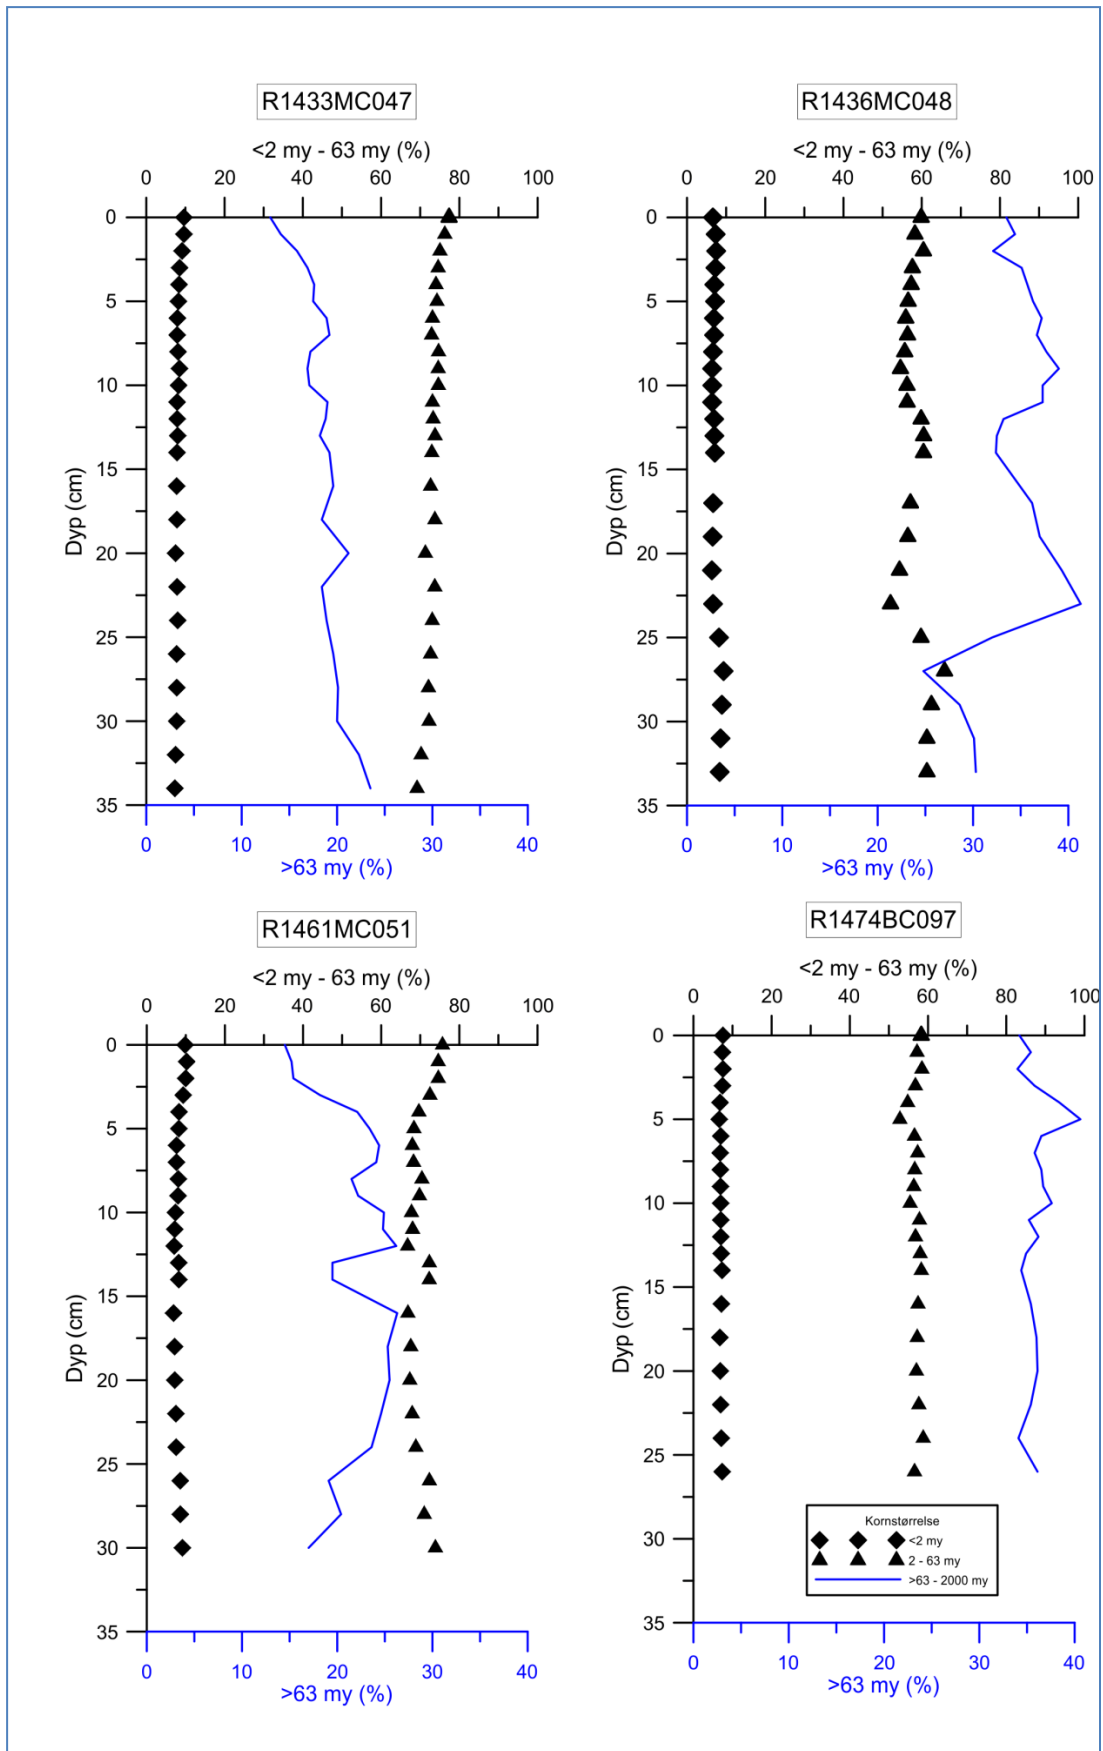 R1433MC047
<2 my - 63 my (%)
0 20 40 60 80 100
0
5
10
15
20
25
30
35
Dyp (cm)
0 10 20 30 40
>63 my (%)
R1436MC048
<2 my - 63 my (%)
0 20 40 60 80 100
0
5
10
15
20
25
30
35
Dyp (cm)
0 10 20 30 40
>63 my (%)
R1461MC051
<2 my - 63 my (%)
0 20 40 60 80 100
0
5
10
15
20
25
30
35
Dyp (cm)
0 10 20 30 40
>63 my (%)
R1474BC097
<2 my - 63 my (%)
0 20 40 60 80 100
0
5
10
15
20
25
30
35
Dyp (cm)
Kornstørrelse
<2 my
2 - 63 my
>63 - 2000 my
0 10 20 30 40
>63 my (%)